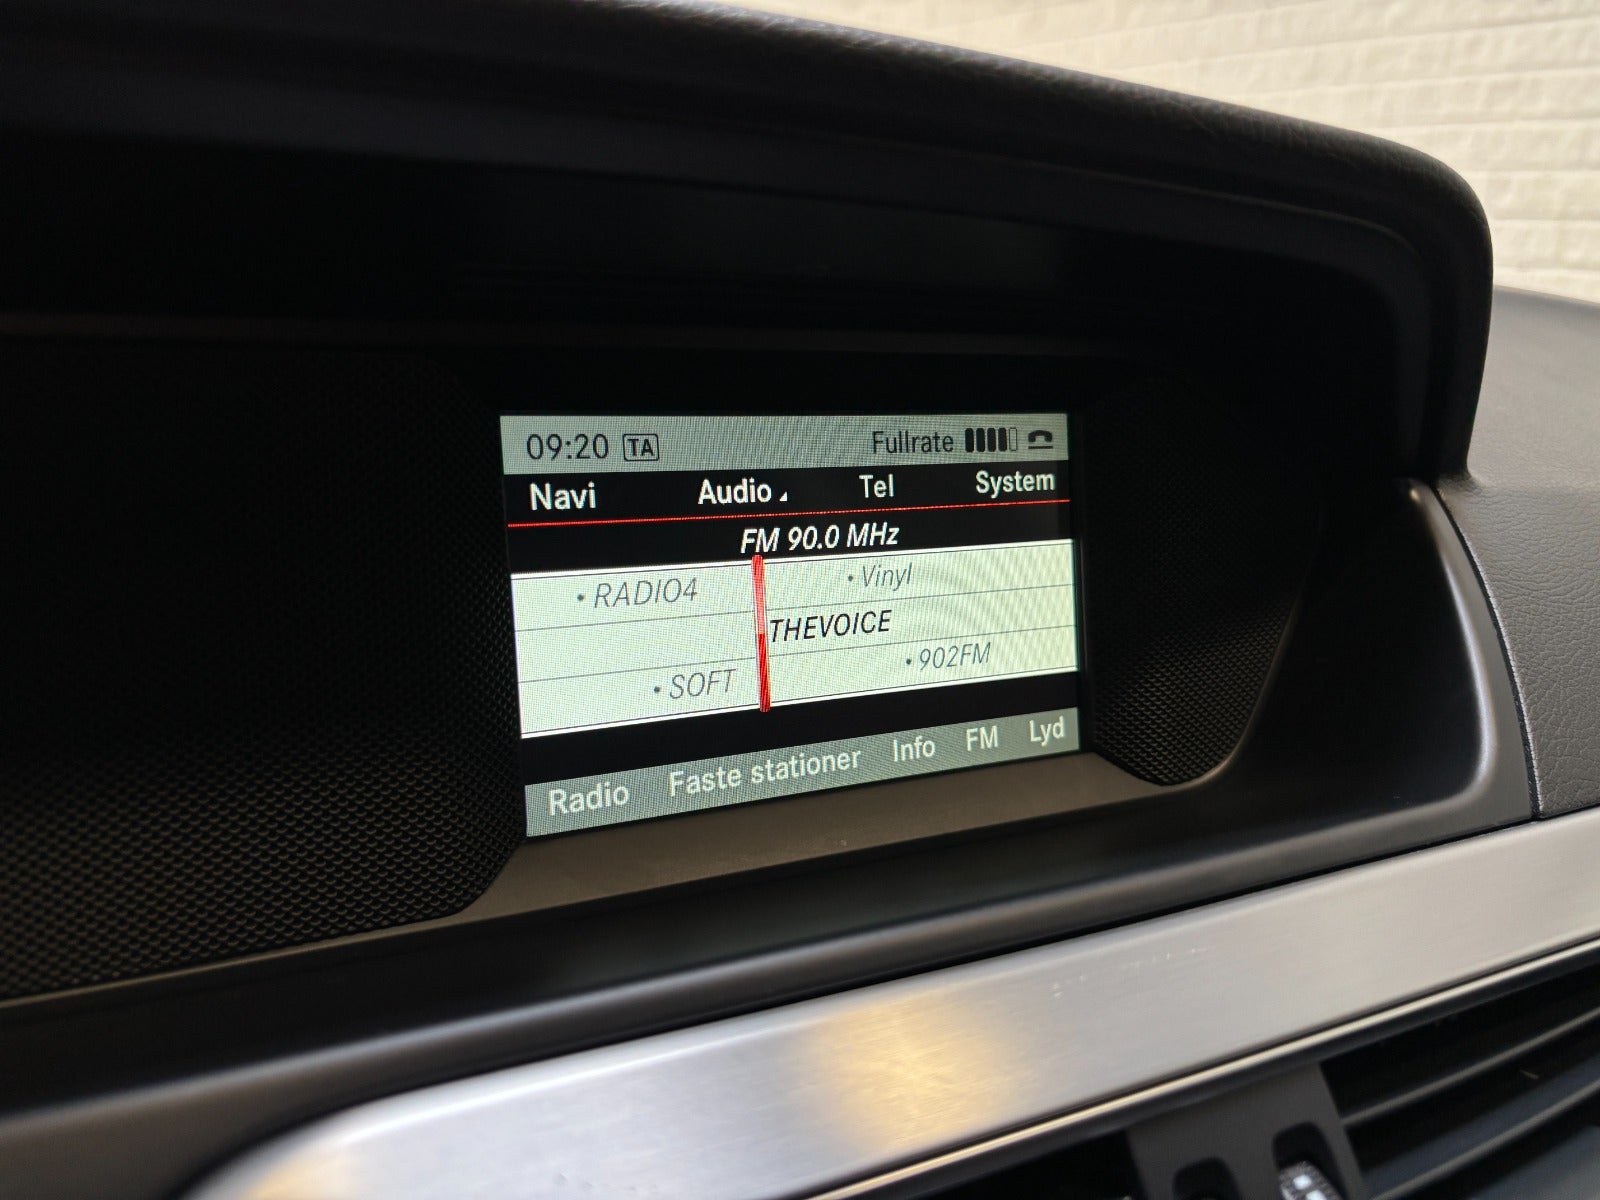 09:20 TA Fullrate
Navi Audio Tel System
FM 90.0 MHz
• RADIO4 • Vinyl
THEVOICE
• SOFT • 902FM
Radio Faste stationer Info FM Lyd